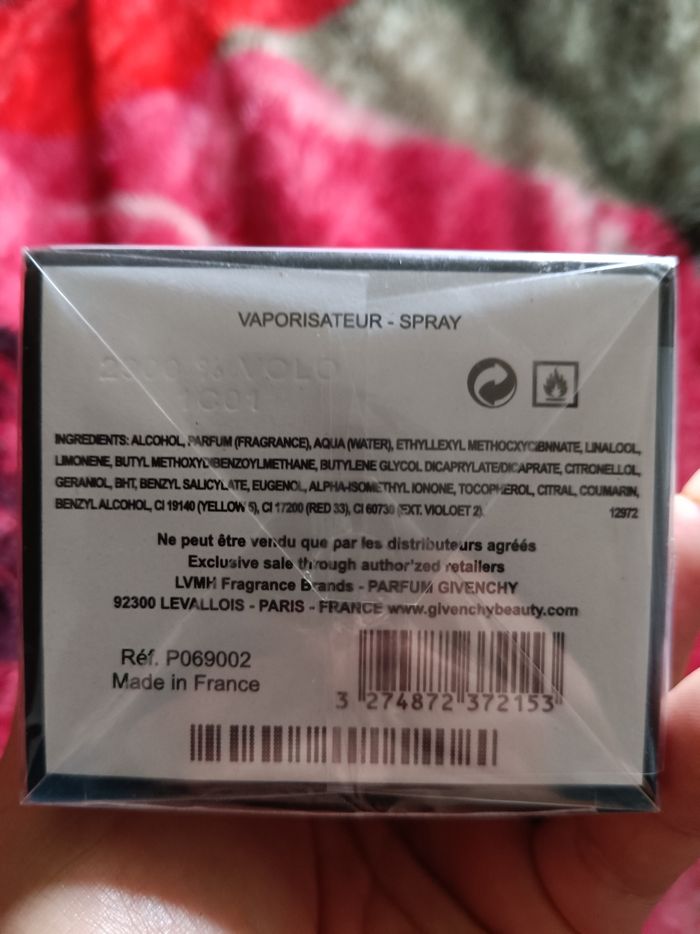 VAPORISATEUR - SPRAY
1G01
INGREDIENTS: ALCOHOL, PARFUM (FRAGRANCE), AQUA (WATER), ETHYLLEXYL METHOCXYCIBNNATE, LINALOOL,
LIMONENE, BUTYL METHOXYDIBENZOYLMETHANE, BUTYLENE GLYCOL DICAPRYLATE/DICAPRATE, CITRONELLOL,
GERANIOL, BHT, BENZYL SALICYLATE, EUGENOL, ALPHA-ISOMETHYL IONONE, TOCOPHEROL, CITRAL, COUMARIN,
BENZYL ALCOHOL, CI 19140 (YELLOW 5), CI 17200 (RED 33), CI 60730 (EXT. VIOLOET 2). 12972
Ne peut être vendu que par les distributeurs agréés
Exclusive sale through authorized retailers
LVMH Fragrance Brands - PARFUM GIVENCHY
92300 LEVALLOIS - PARIS - FRANCE www.givenchybeauty.com
Réf. P069002
Made in France
3 274872 372153